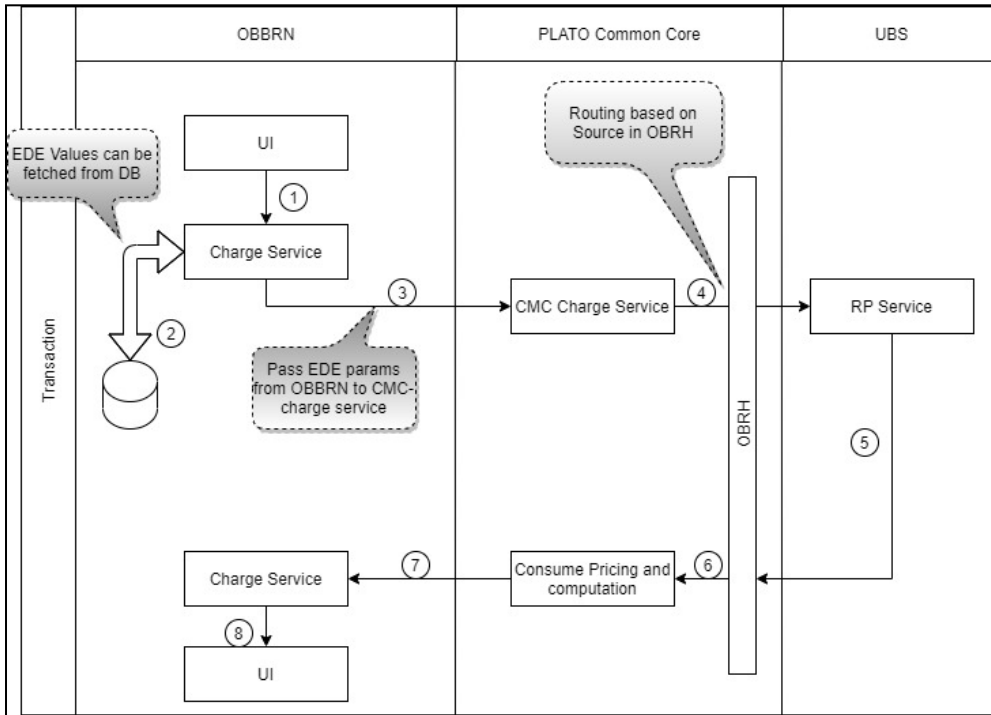 OBBRN
PLATO Common Core
UBS
Transaction
EDE Values can be
fetched from DB
UI
Routing based on
Source in OBRH
1
Charge Service
2
3
CMC Charge Service
4
RP Service
Pass EDE params
from OBBRN to CMC-
charge service
OBRH
5
Charge Service
7
Consume Pricing and
computation
6
8
UI